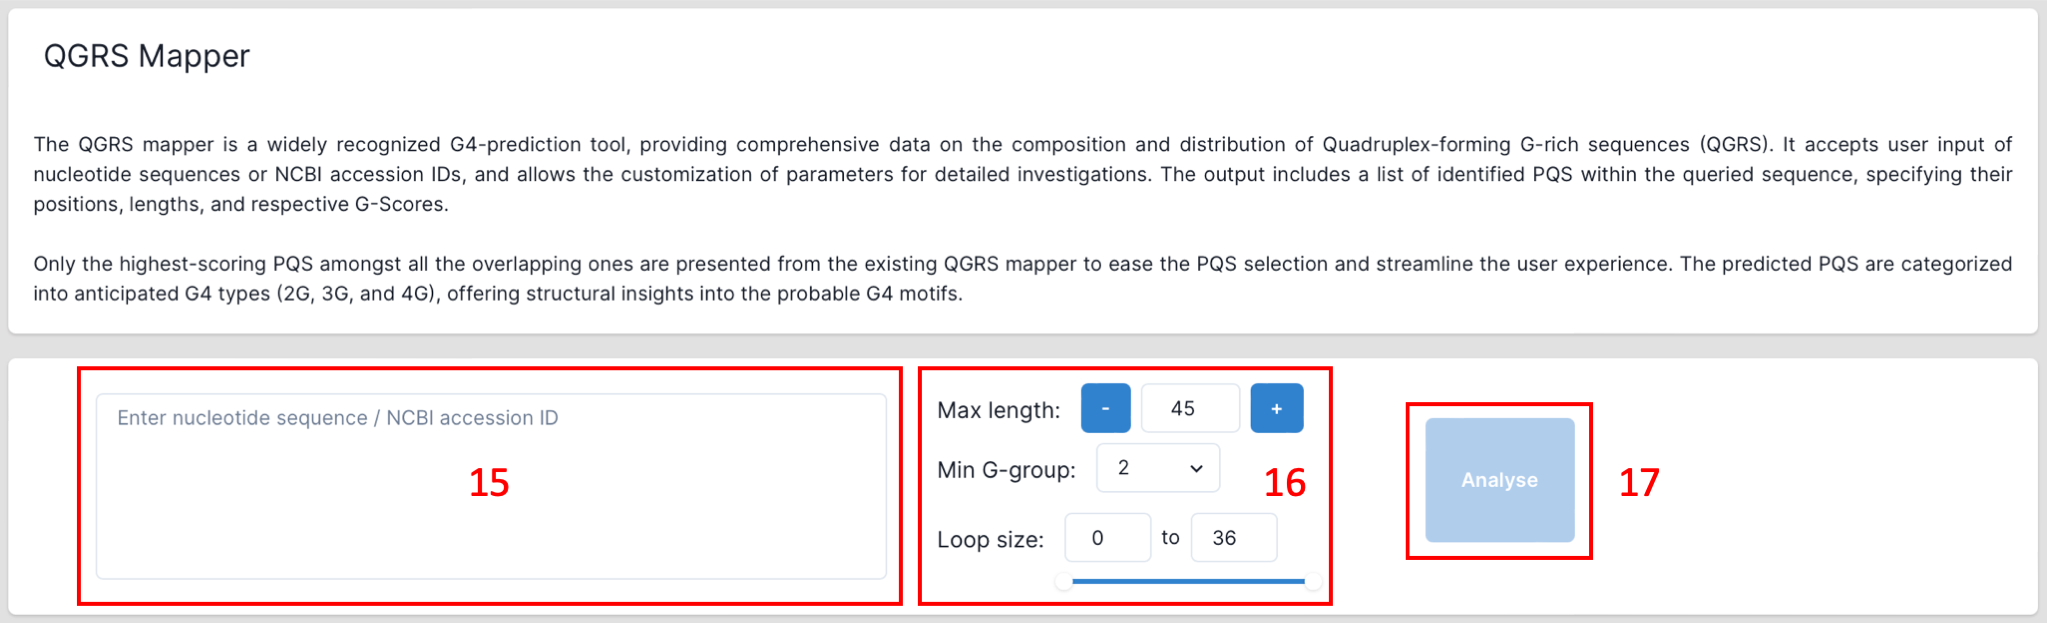 QGRS Mapper
The QGRS mapper is a widely recognized G4-prediction tool, providing comprehensive data on the composition and distribution of Quadruplex-forming G-rich sequences (QGRS). It accepts user input of
nucleotide sequences or NCBI accession IDs, and allows the customization of parameters for detailed investigations. The output includes a list of identified PQS within the queried sequence, specifying their
positions, lengths, and respective G-Scores.
Only the highest-scoring PQS amongst all the overlapping ones are presented from the existing QGRS mapper to ease the PQS selection and streamline the user experience. The predicted PQS are categorized
into anticipated G4 types (2G, 3G, and 4G), offering structural insights into the probable G4 motifs.
Enter nucleotide sequence / NCBI accession ID
15
Max length: - 45 +
Min G-group: 2
16
Loop size: 0 to 36
Analyse
17